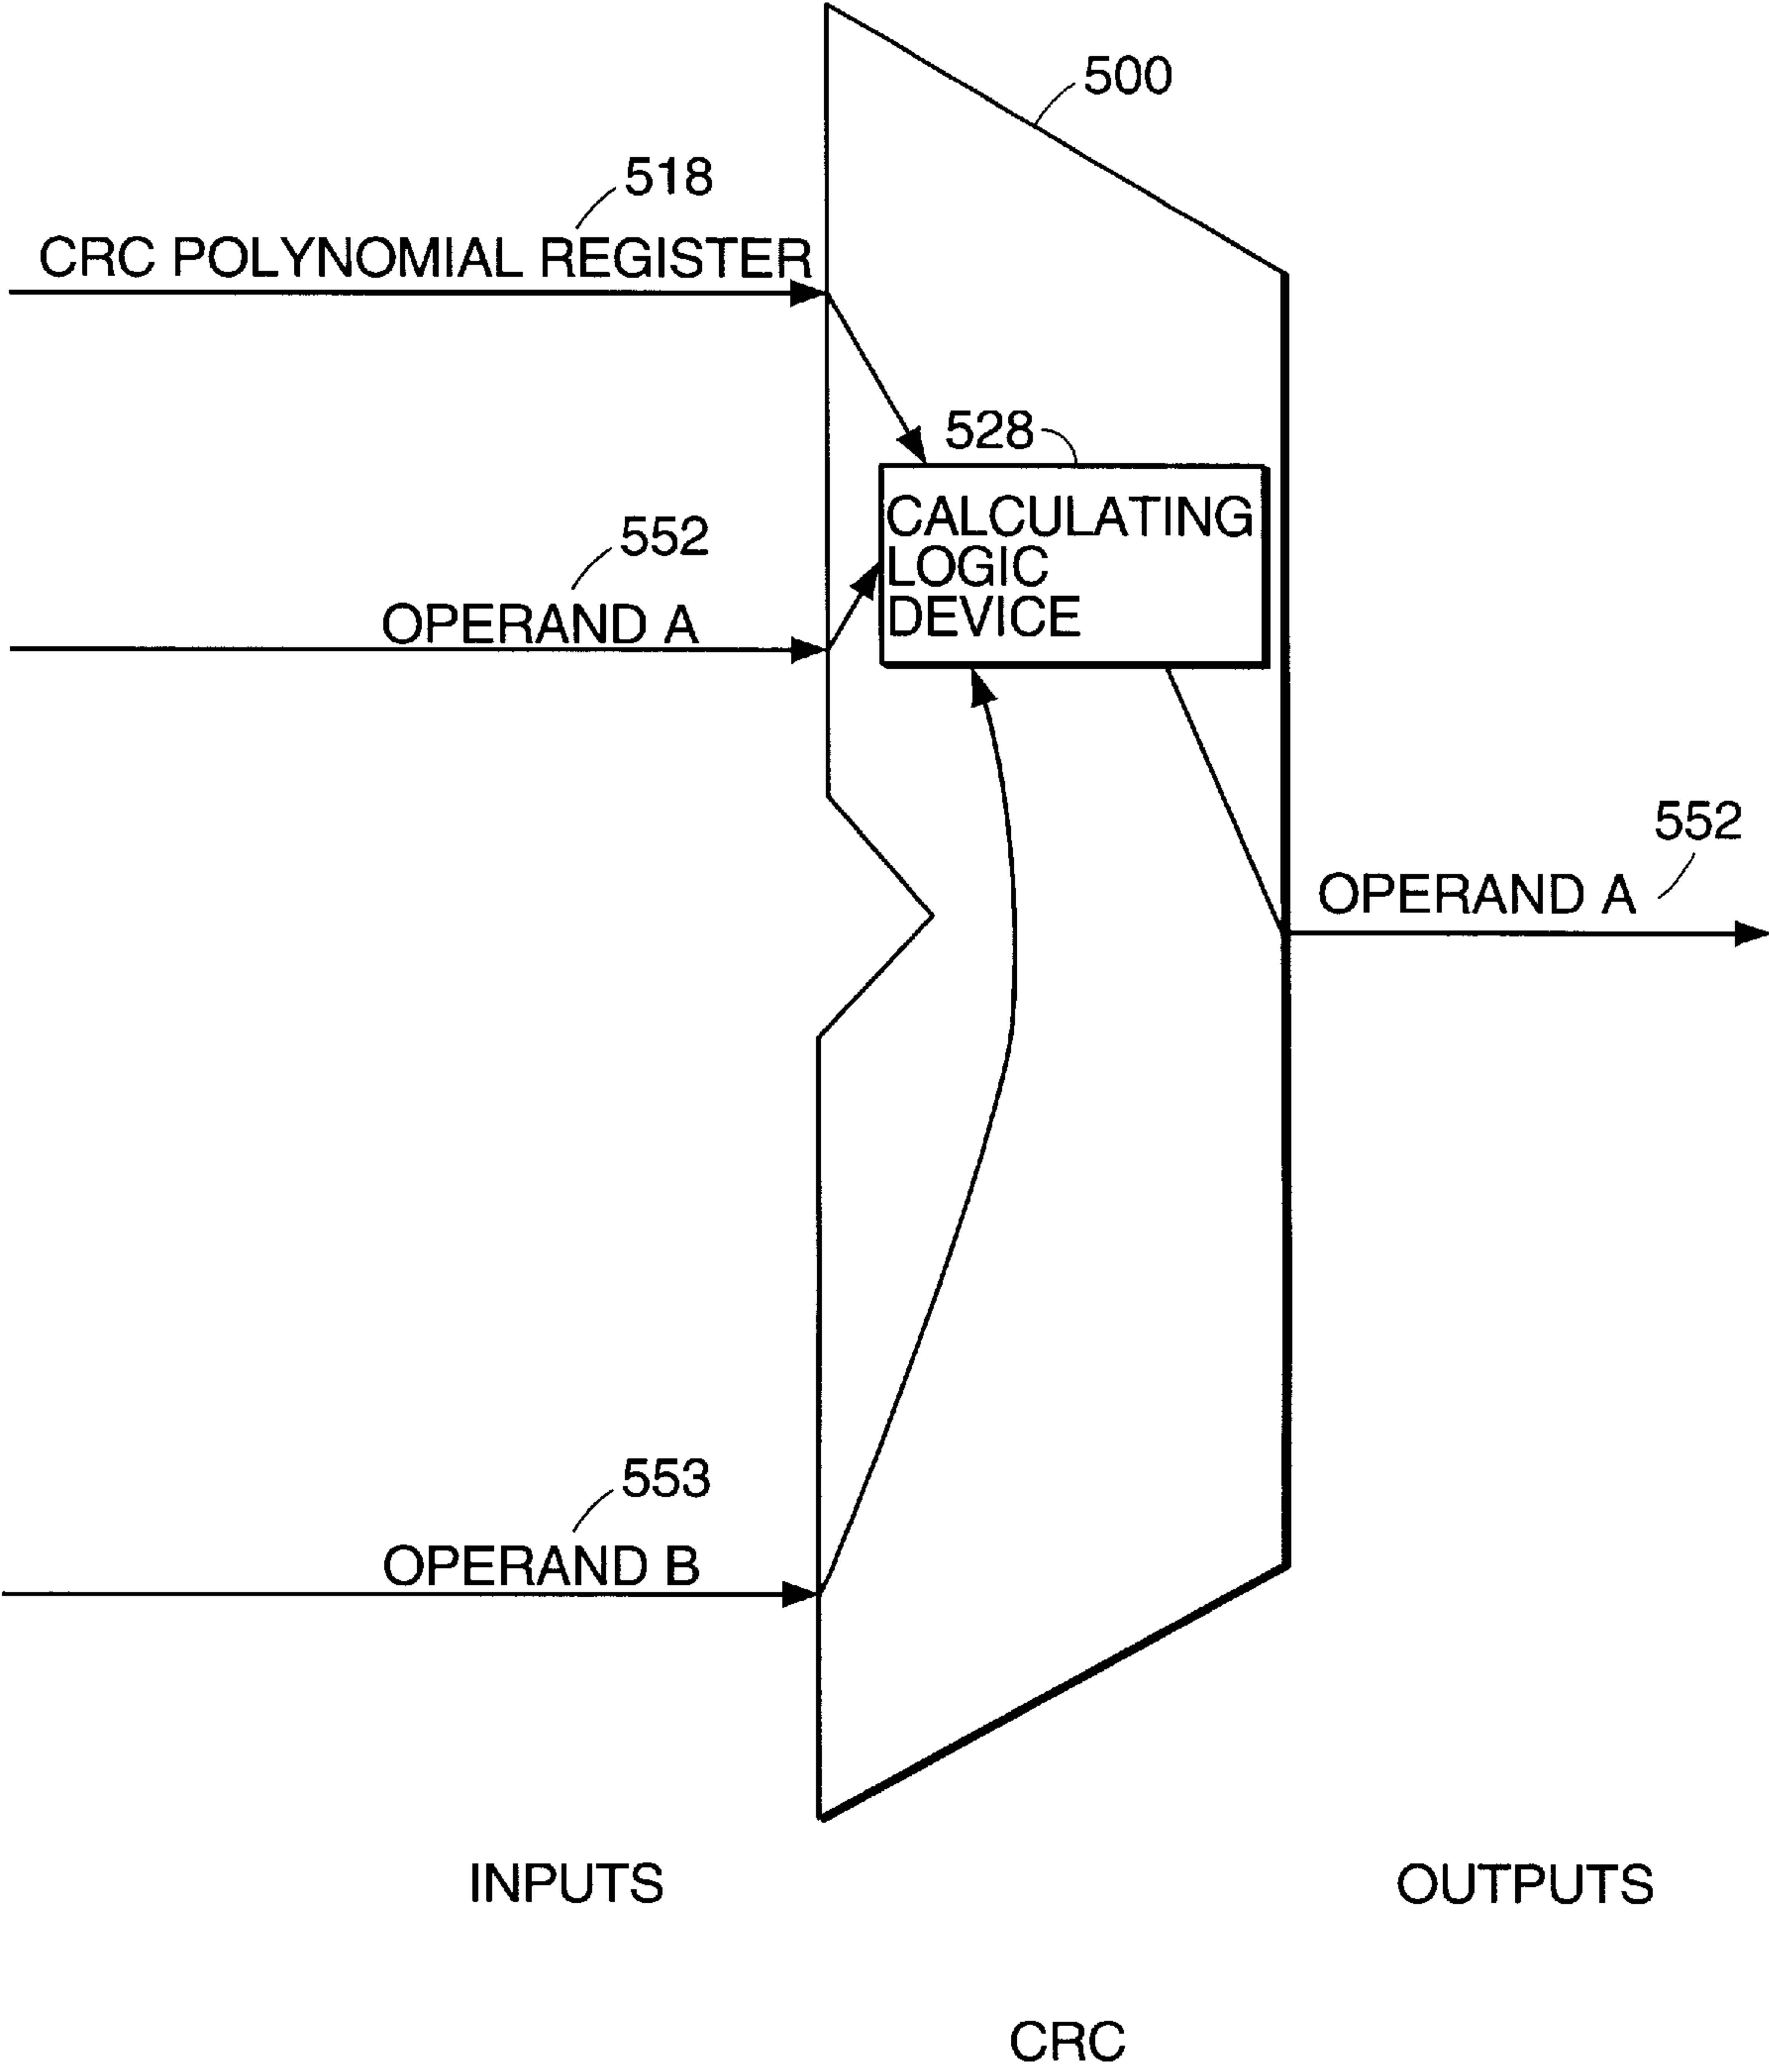 500
518
CRC POLYNOMIAL REGISTER
528
CALCULATING
LOGIC
DEVICE
552
OPERAND A
552
OPERAND A
553
OPERAND B
INPUTS
OUTPUTS
CRC